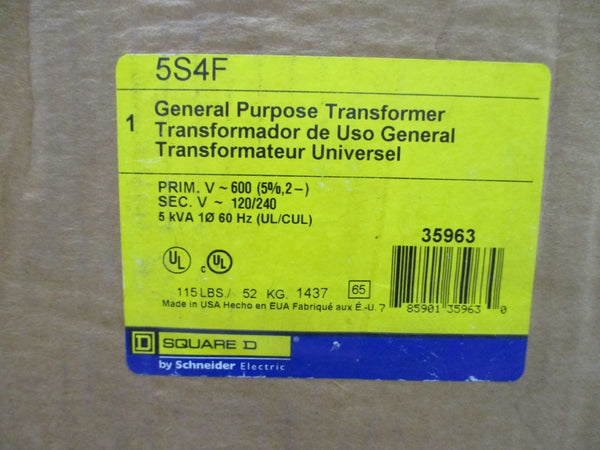 5S4F
1
General Purpose Transformer
Transformador de Uso General
Transformateur Universel
PRIM. V ~ 600 (5%,2-)
SEC. V ~ 120/240
5 kVA 1Ø 60 Hz (UL/CUL)
35963
UL
c UL
115 LBS./ 52 KG. 1437 65
Made in USA Hecho en EUA Fabriqué aux É.-U. 7 85901 35963 0
D SQUARE D
by Schneider Electric